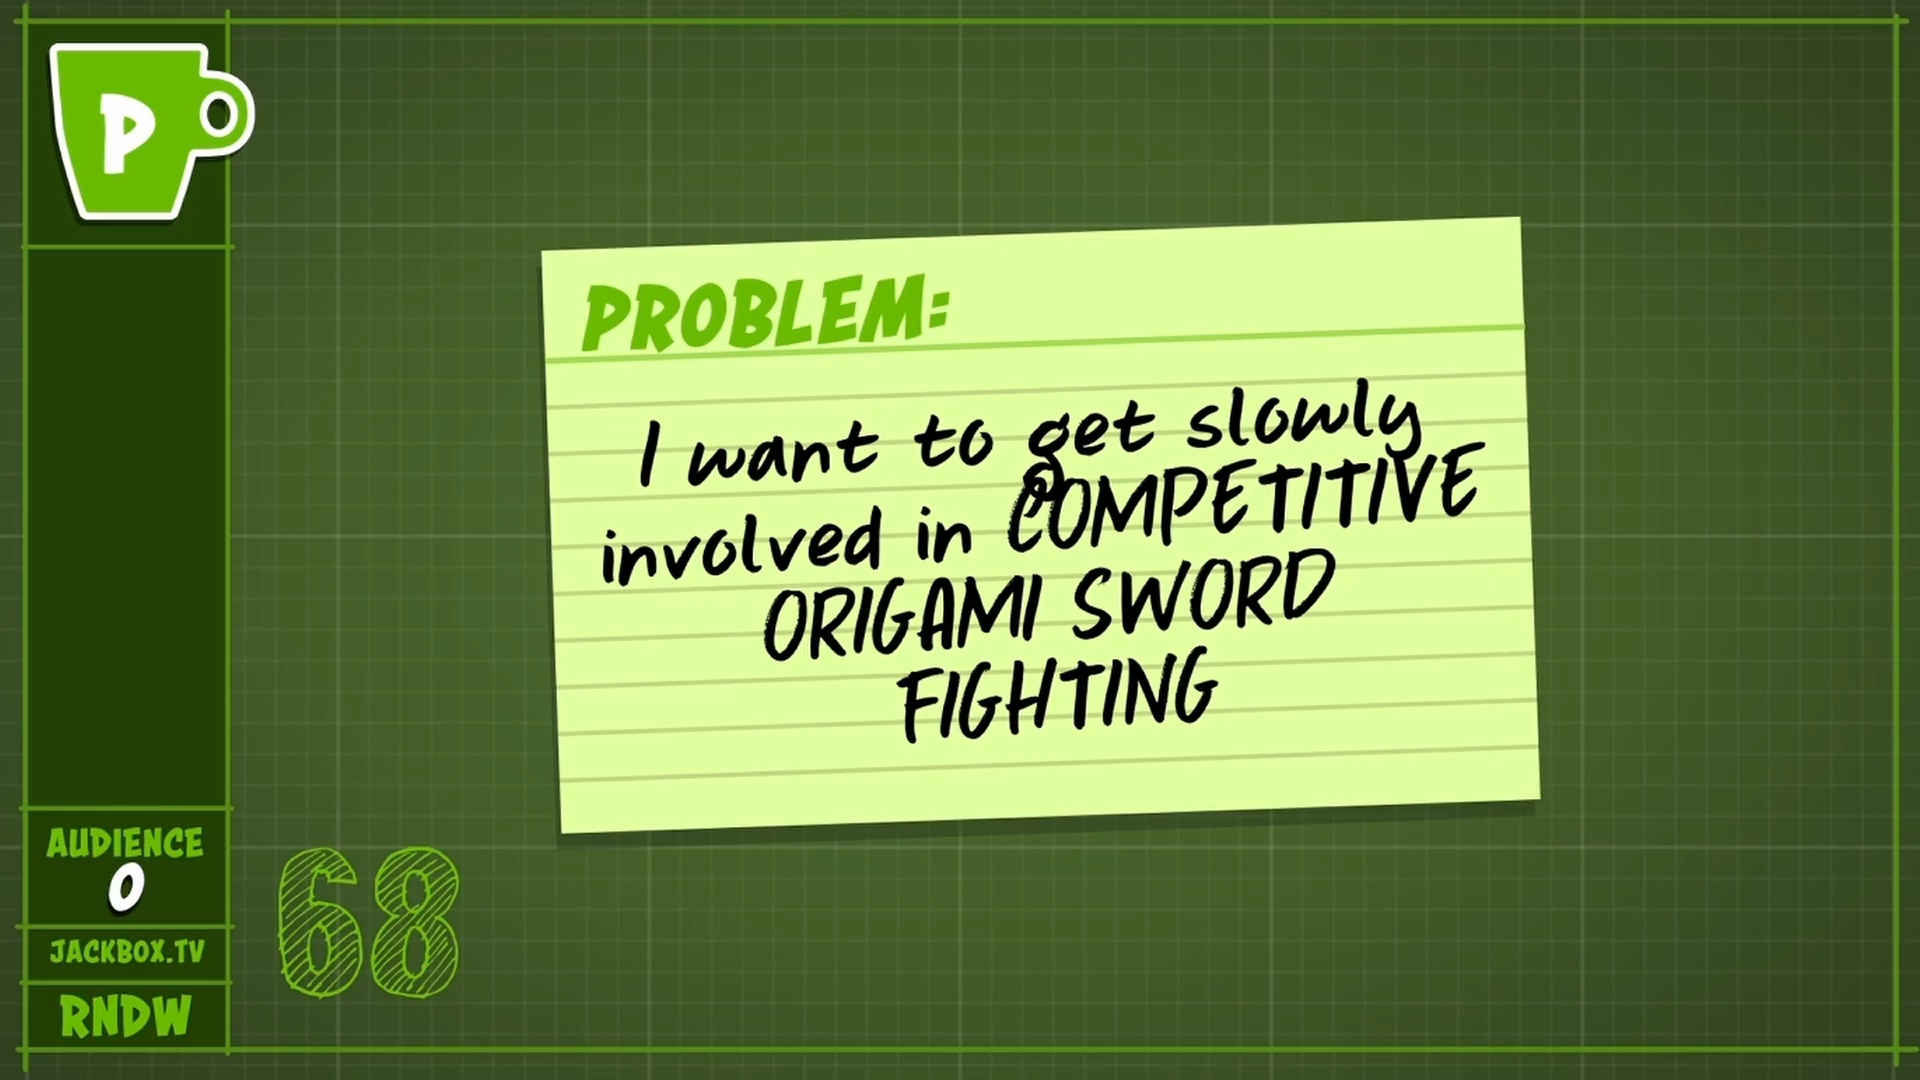 P
PROBLEM:
I want to get slowly
involved in COMPETITIVE
ORIGAMI SWORD
FIGHTING
AUDIENCE
0
68
JACKBOX.TV
RNDW